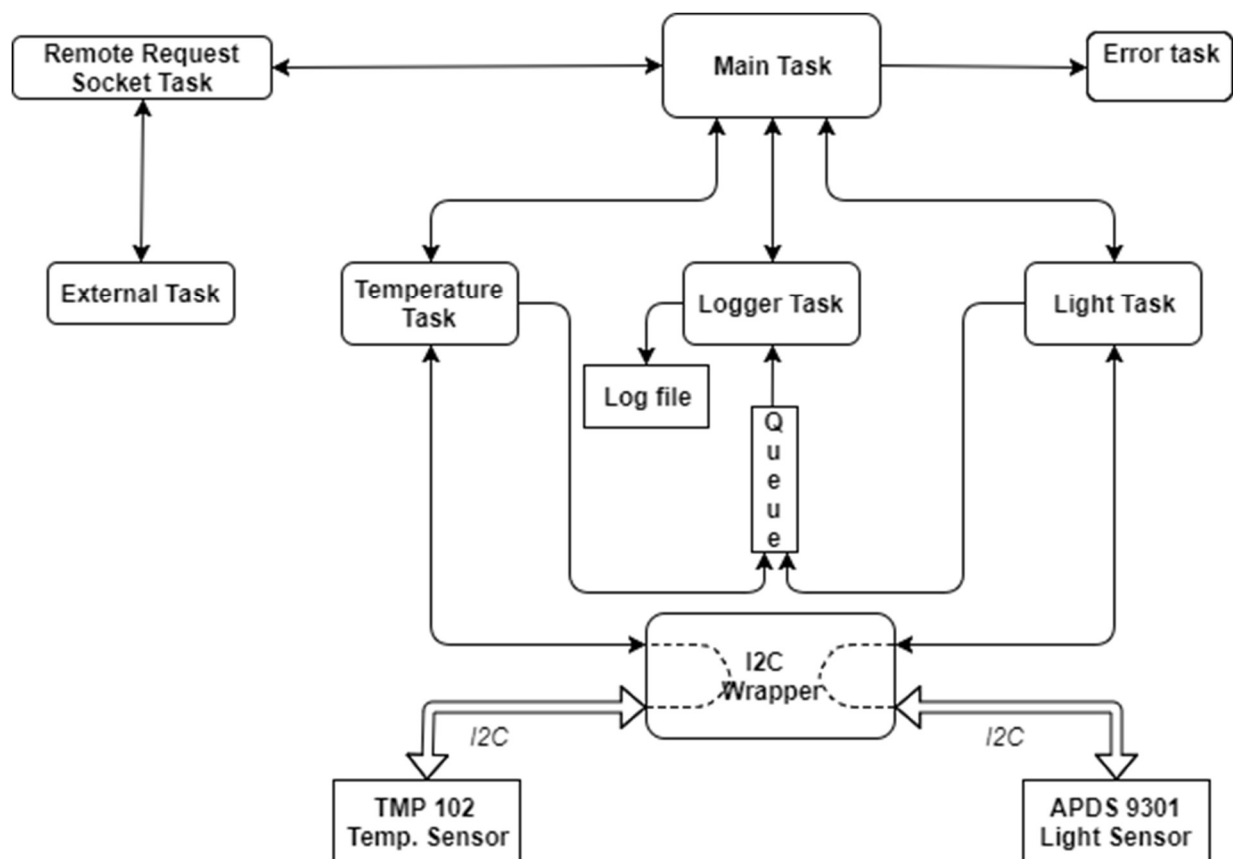 Remote Request
Socket Task
Main Task
Error task
External Task
Temperature
Task
Logger Task
Light Task
Log file
Q
u
e
u
e
I2C
Wrapper
I2C
I2C
TMP 102
Temp. Sensor
APDS 9301
Light Sensor